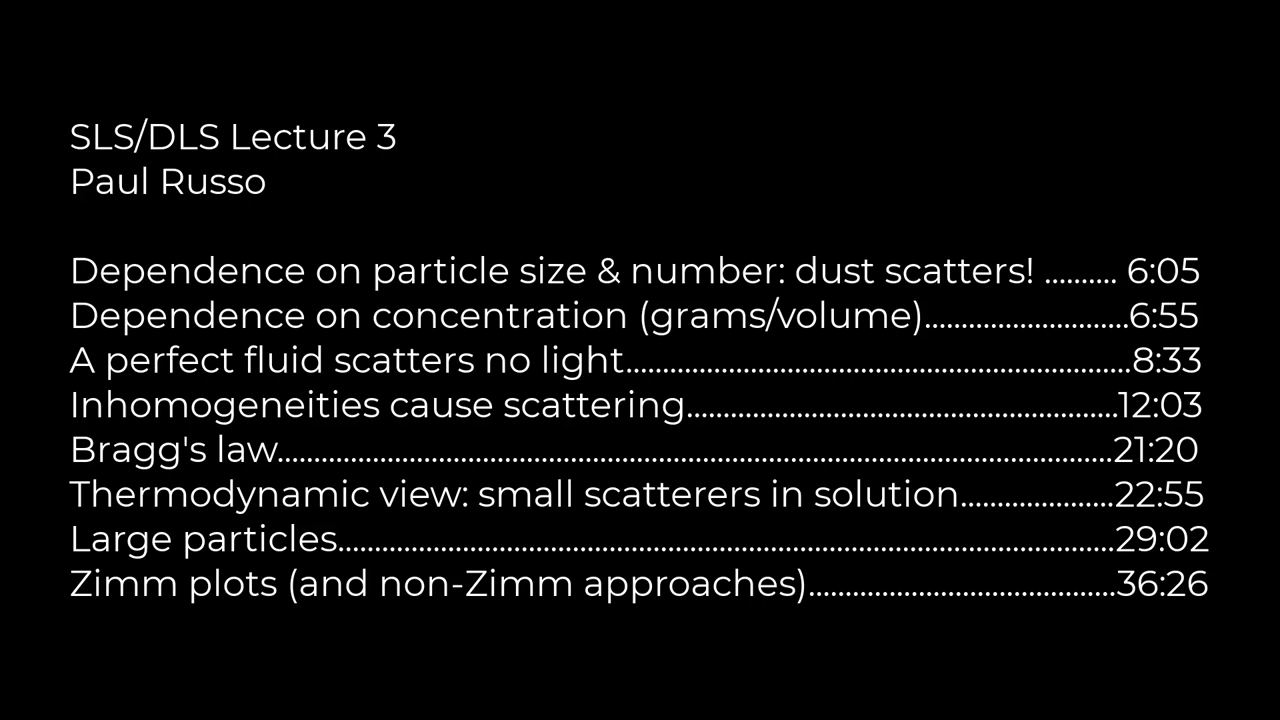 SLS/DLS Lecture 3
Paul Russo
Dependence on particle size & number: dust scatters! .......... 6:05
Dependence on concentration (grams/volume)............................6:55
A perfect fluid scatters no light....................................................................8:33
Inhomogeneities cause scattering..........................................................12:03
Bragg's law................................................................................................................21:20
Thermodynamic view: small scatterers in solution.....................22:55
Large particles........................................................................................................29:02
Zimm plots (and non-Zimm approaches).........................................36:26